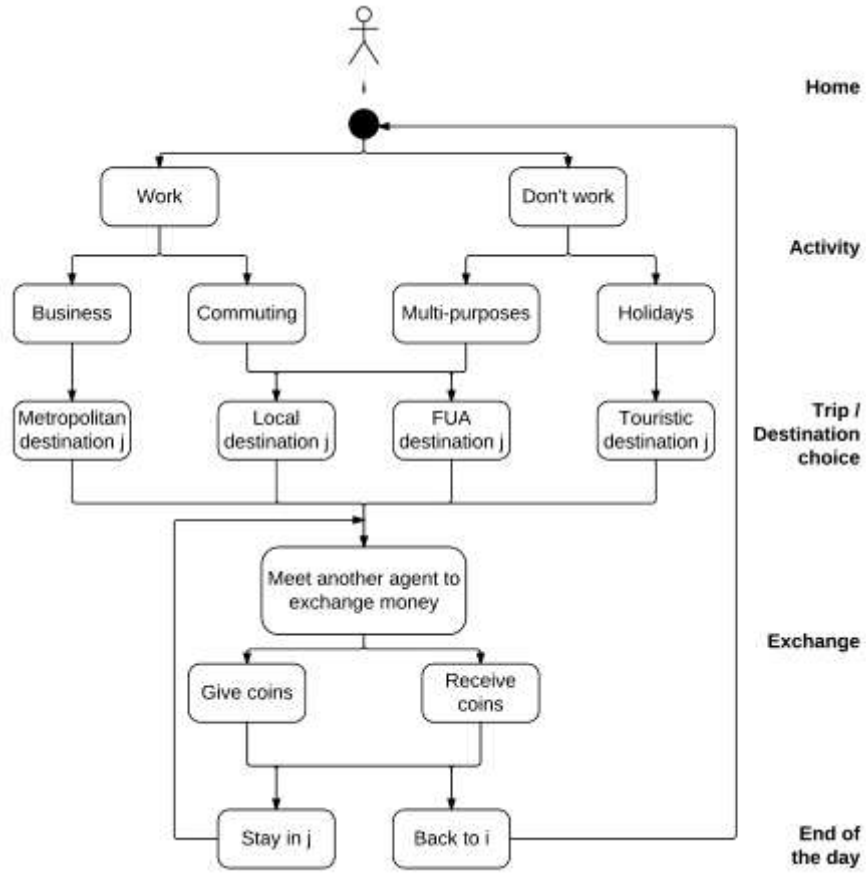 i
Home
Work
Don't work
Activity
Business
Commuting
Multi-purposes
Holidays
Metropolitan
destination j
Local
destination j
FUA
destination j
Touristic
destination j
Trip /
Destination
choice
Meet another agent to
exchange money
Exchange
Give coins
Receive
coins
Stay in j
Back to i
End of
the day